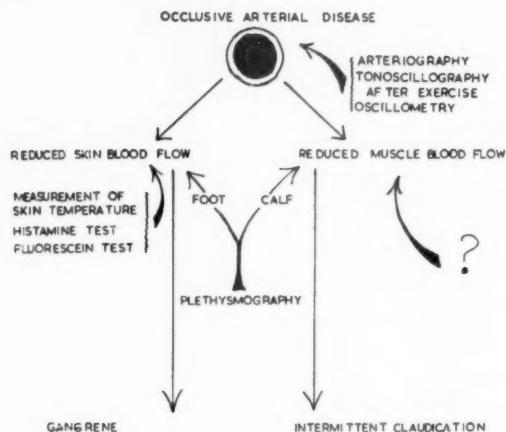 OCCLUSIVE ARTERIAL DISEASE
ARTERIOGRAPHY
TONOSCILLOGRAPHY
AFTER EXERCISE
OSCILLOMETRY
REDUCED SKIN BLOOD FLOW
REDUCED MUSCLE BLOOD FLOW
MEASUREMENT OF
SKIN TEMPERATURE
HISTAMINE TEST
FLUORESCEIN TEST
FOOT
CALF
?
PLETHYSMOGRAPHY
GANGRENE
INTERMITTENT CLAUDICATION